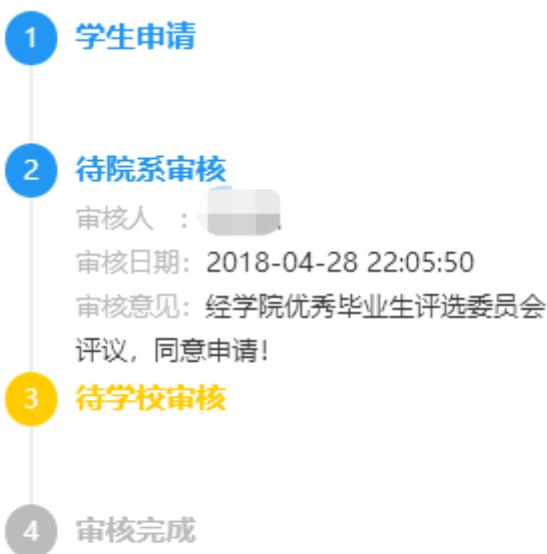 1 学生申请
2 待院系审核
审核人 :
审核日期: 2018-04-28 22:05:50
审核意见: 经学院优秀毕业生评选委员会
评议, 同意申请!
3 待学校审核
4 审核完成